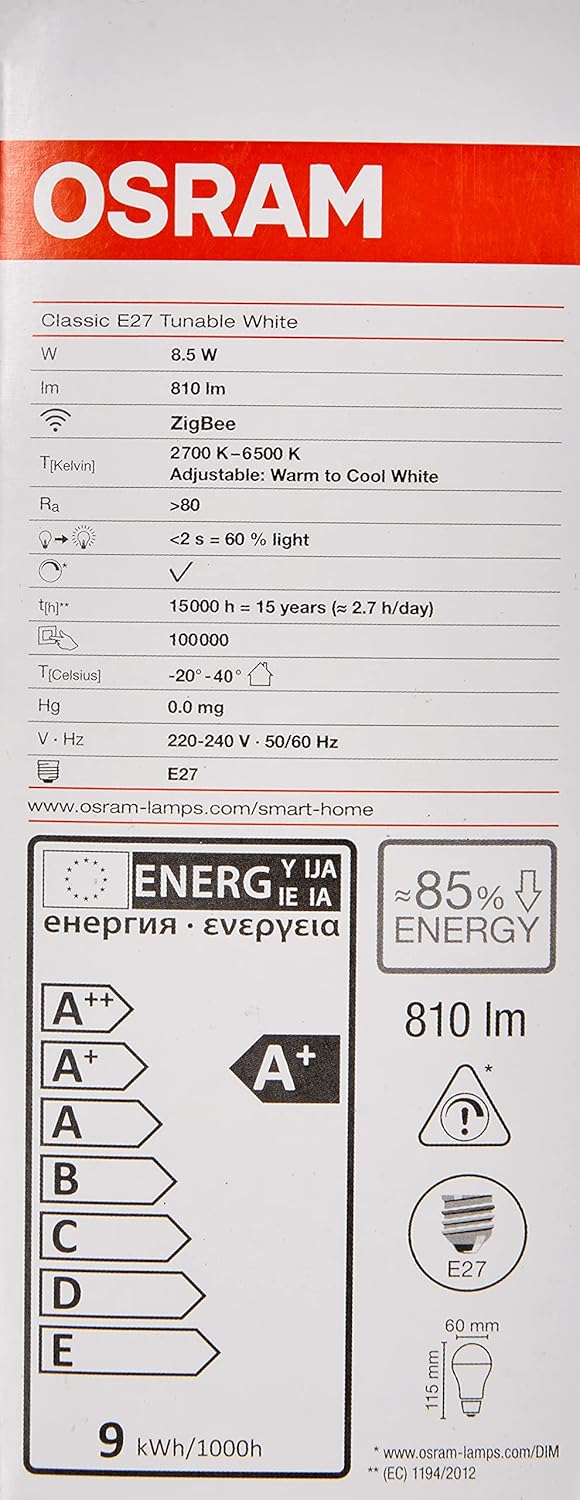 OSRAM
Classic E27 Tunable White
W 8.5 W
lm 810 lm
ZigBee
T[Kelvin] 2700 K–6500 K
Adjustable: Warm to Cool White
Ra >80
<2 s = 60 % light
* ✓
t[h]** 15000 h = 15 years (≈ 2.7 h/day)
100000
T[Celsius] -20° - 40°
Hg 0.0 mg
V · Hz 220-240 V · 50/60 Hz
E27
www.osram-lamps.com/smart-home
ENERG Y IJA
IE IA
енергия · ενεργεια
A++
A+
A+
A
B
C
D
E
9 kWh/1000h
≈85%
ENERGY
810 lm
! *
E27
60 mm
115 mm
* www.osram-lamps.com/DIM
** (EC) 1194/2012